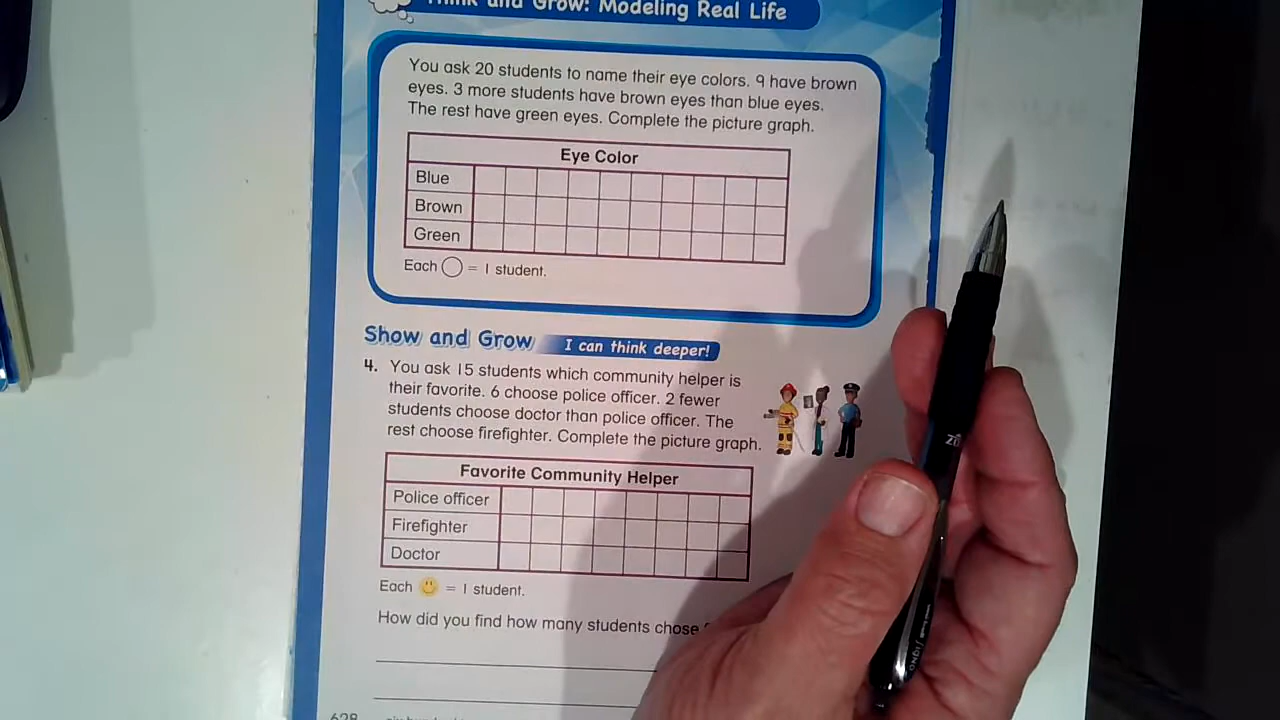 Think and Grow: Modeling Real Life
You ask 20 students to name their eye colors. 9 have brown
eyes. 3 more students have brown eyes than blue eyes.
The rest have green eyes. Complete the picture graph.
Eye Color
Blue
Brown
Green
Each = 1 student.
Show and Grow I can think deeper!
4. You ask 15 students which community helper is
their favorite. 6 choose police officer. 2 fewer
students choose doctor than police officer. The
rest choose firefighter. Complete the picture graph.
Favorite Community Helper
Police officer
Firefighter
Doctor
Each = 1 student.
How did you find how many students chose
628